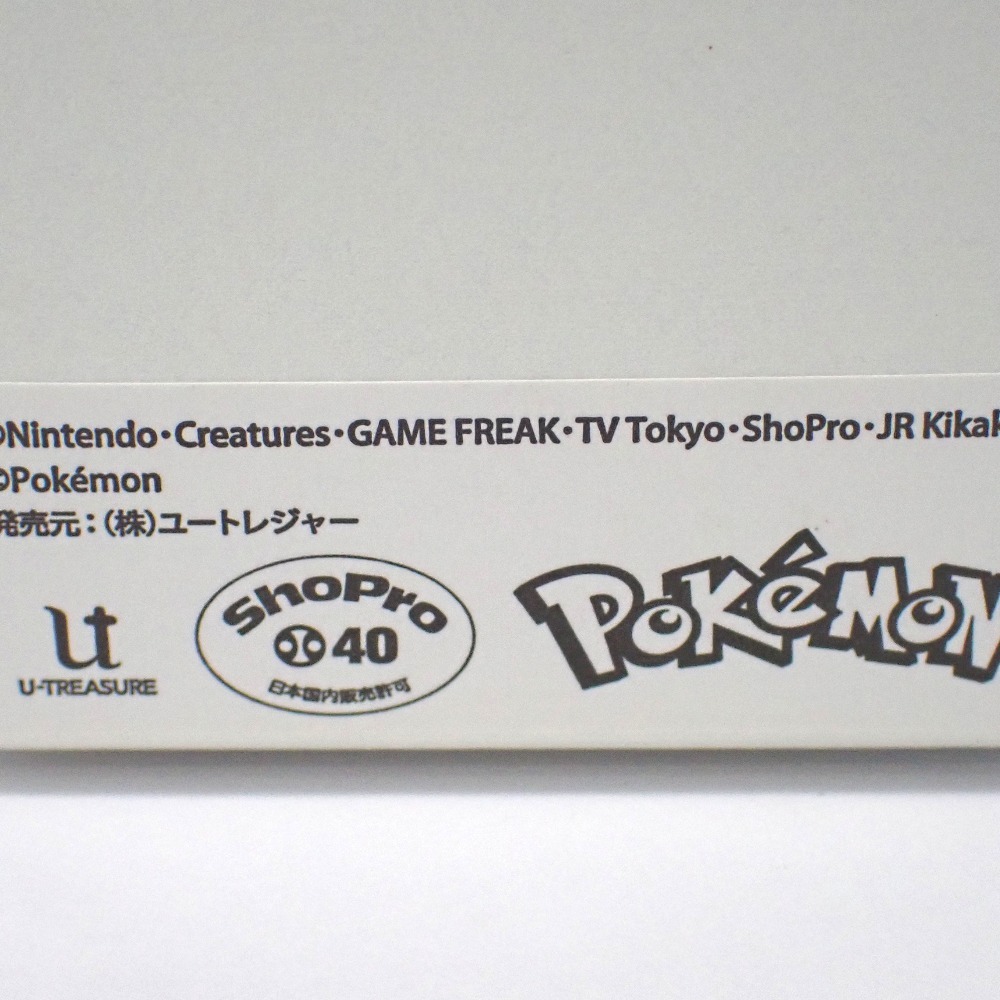 ©Nintendo・Creatures・GAME FREAK・TV Tokyo・ShoPro・JR Kikak
©Pokémon
発売元：(株)ユートレジャー
ut
U-TREASURE
ShoPro
40
日本国内販売許可
POKéMON